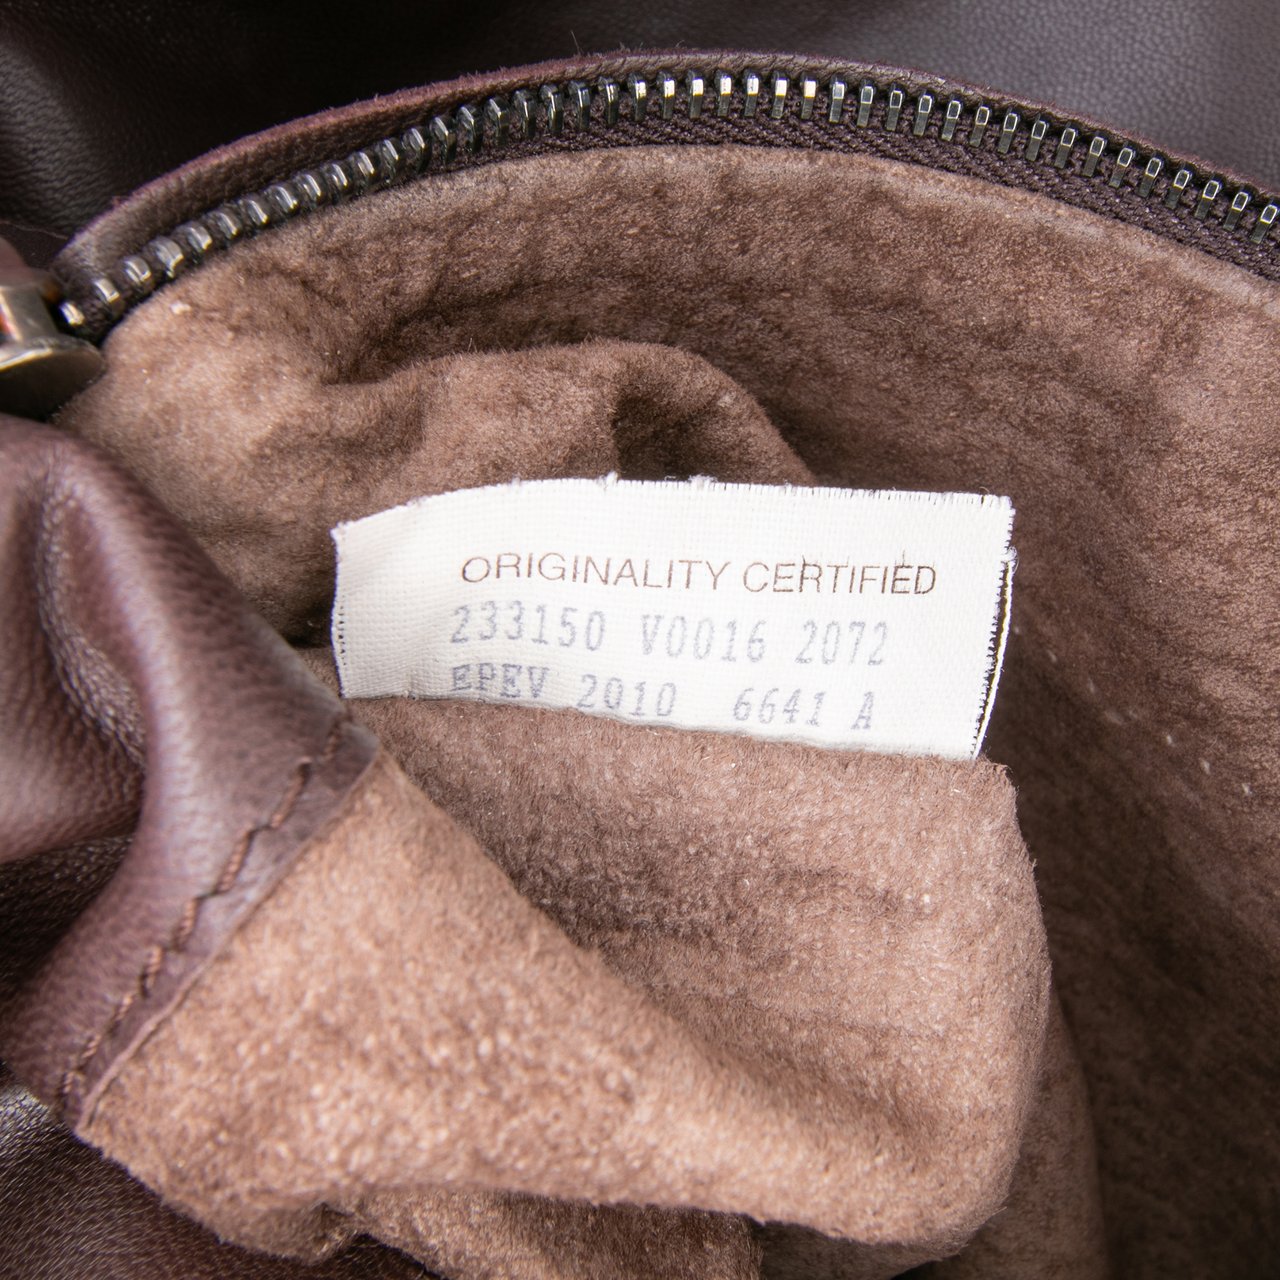 ORIGINALITY CERTIFIED
233150 V0016 2072
EPEV 2010 6641 A